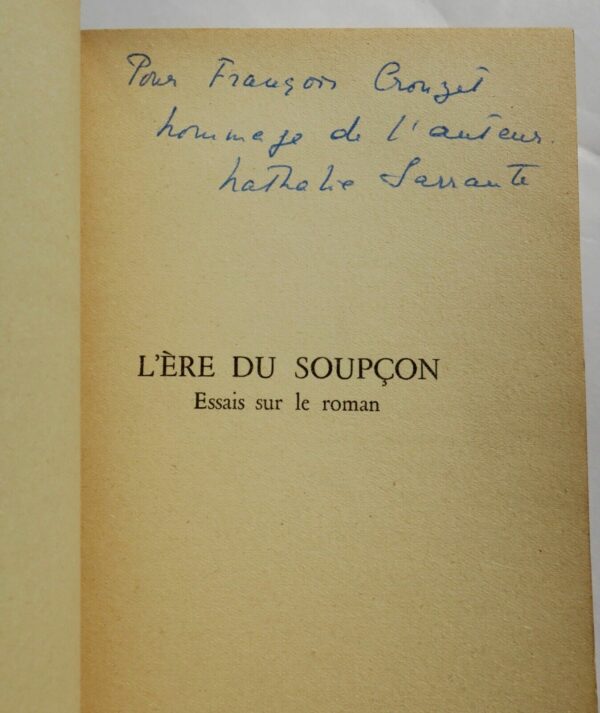 Pour François Crouzet
hommage de l'auteur.
Nathalie Sarraute
L'ÈRE DU SOUPÇON
Essais sur le roman